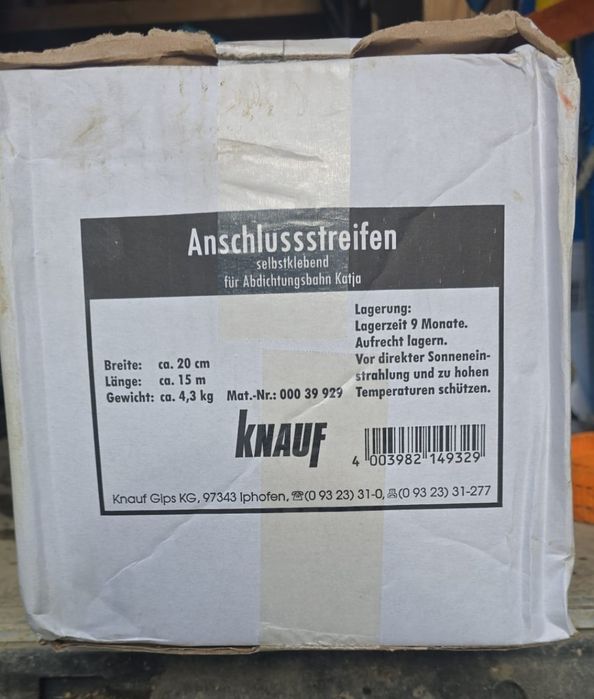 Anschlussstreifen
selbstklebend
für Abdichtungsbahn Katja
Lagerung:
Lagerzeit 9 Monate.
Aufrecht lagern.
Vor direkter Sonnenein-
strahlung und zu hohen
Temperaturen schützen.
Breite: ca. 20 cm
Länge: ca. 15 m
Gewicht: ca. 4,3 kg
Mat.-Nr.: 000 39 929
KNAUF
4 003982 149329
Knauf Gips KG, 97343 Iphofen, ☎(0 93 23) 31-0, 📠(0 93 23) 31-277